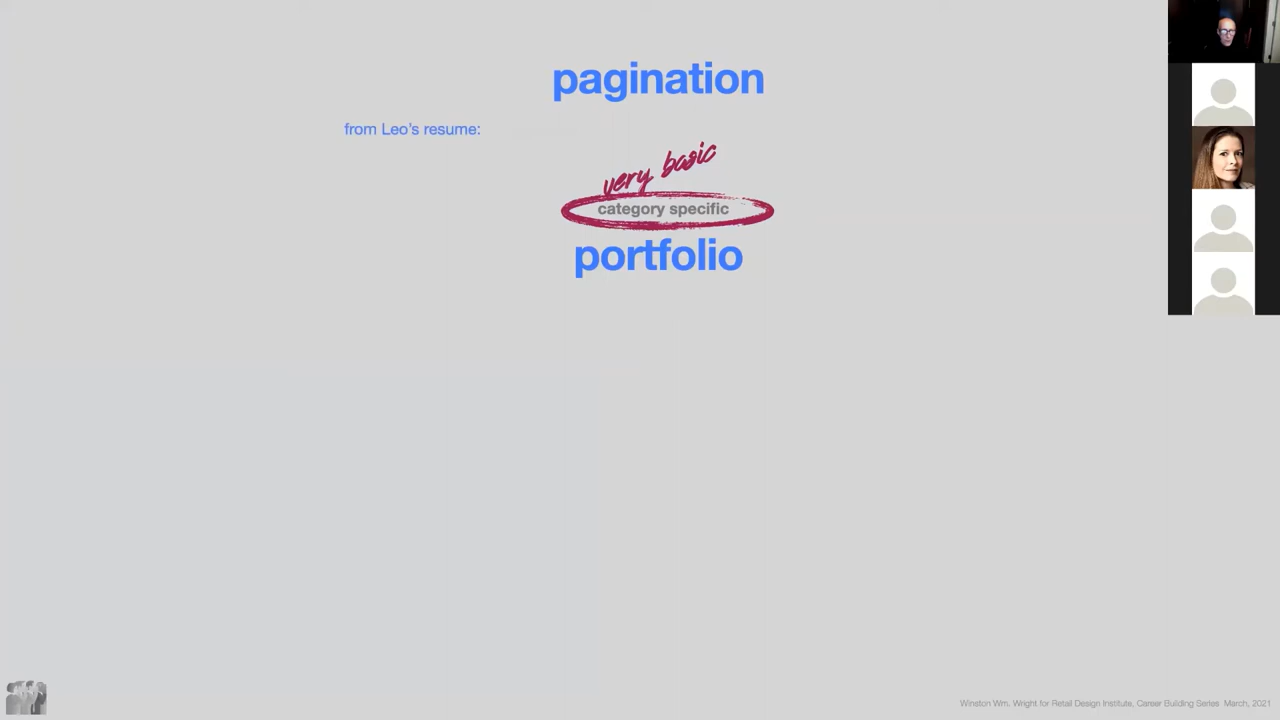 pagination
from Leo's resume:
very basic
category specific
portfolio
Winston Wm. Wright for Retail Design Institute, Career Building Series March, 2021